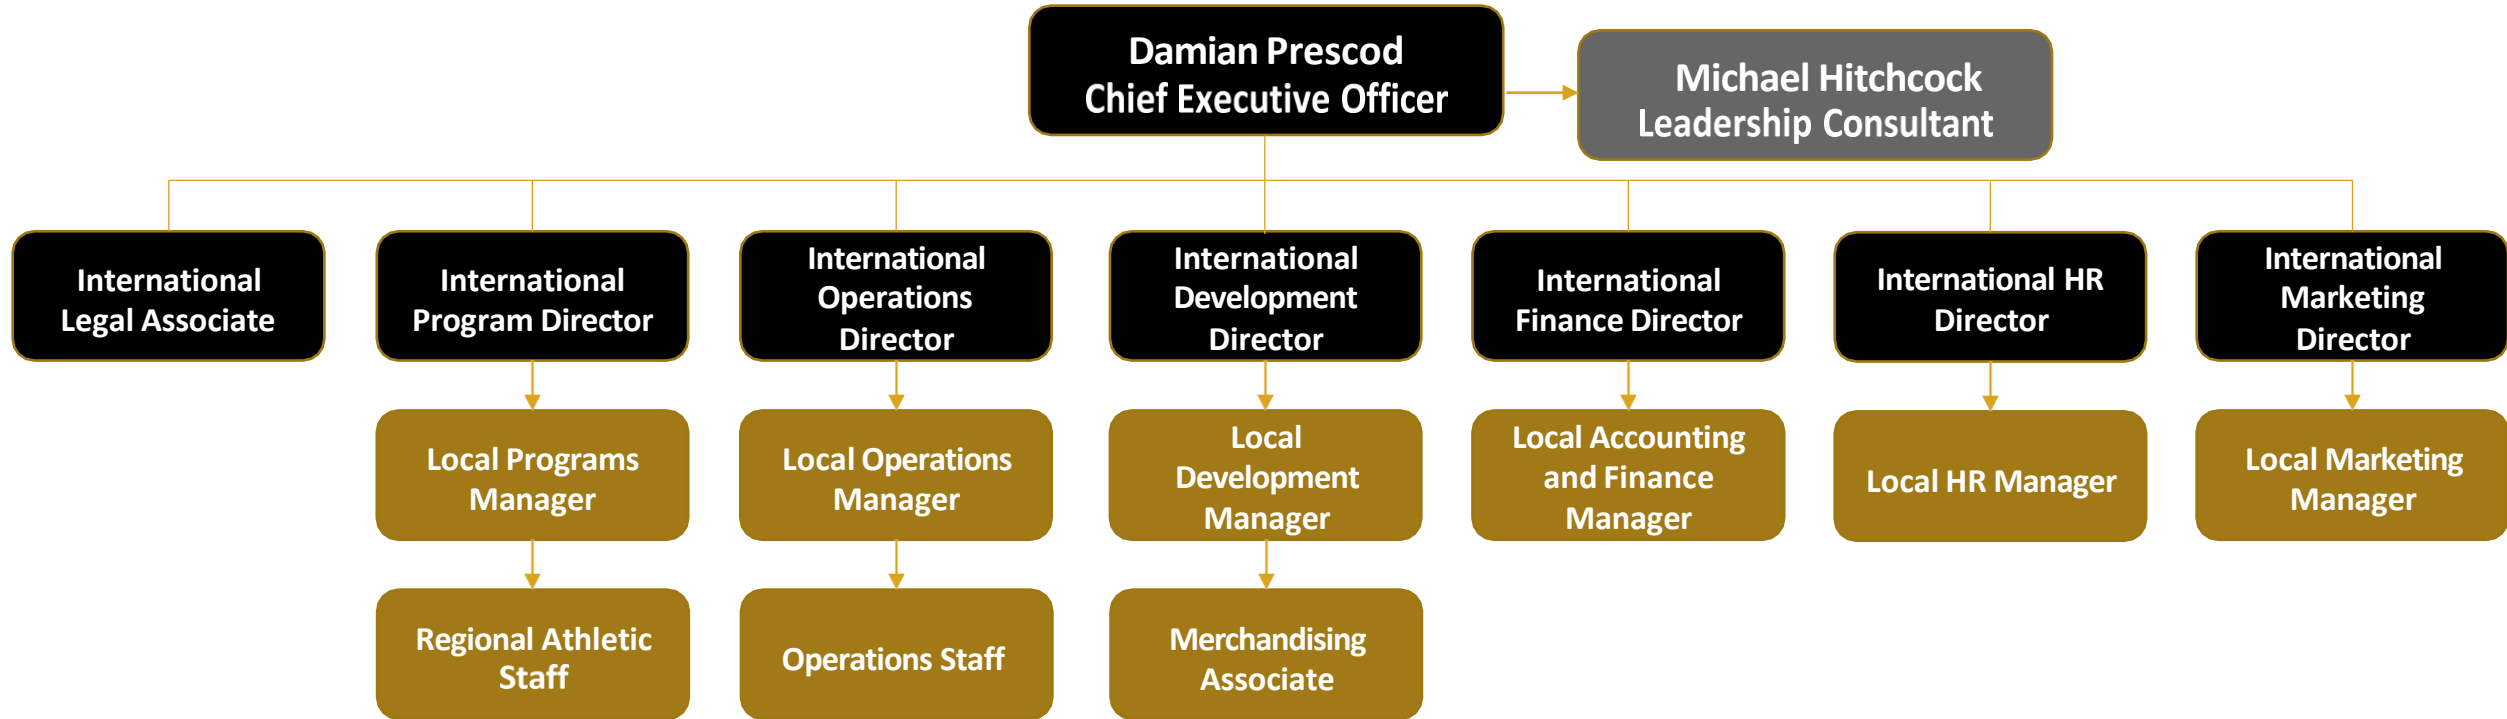 Damian Prescod
Chief Executive Officer
Michael Hitchcock
Leadership Consultant
International
Legal Associate
International
Program Director
International
Operations
Director
International
Development
Director
International
Finance Director
International HR
Director
International
Marketing
Director
Local Programs
Manager
Local Operations
Manager
Local
Development
Manager
Local Accounting
and Finance
Manager
Local HR Manager
Local Marketing
Manager
Regional Athletic
Staff
Operations Staff
Merchandising
Associate